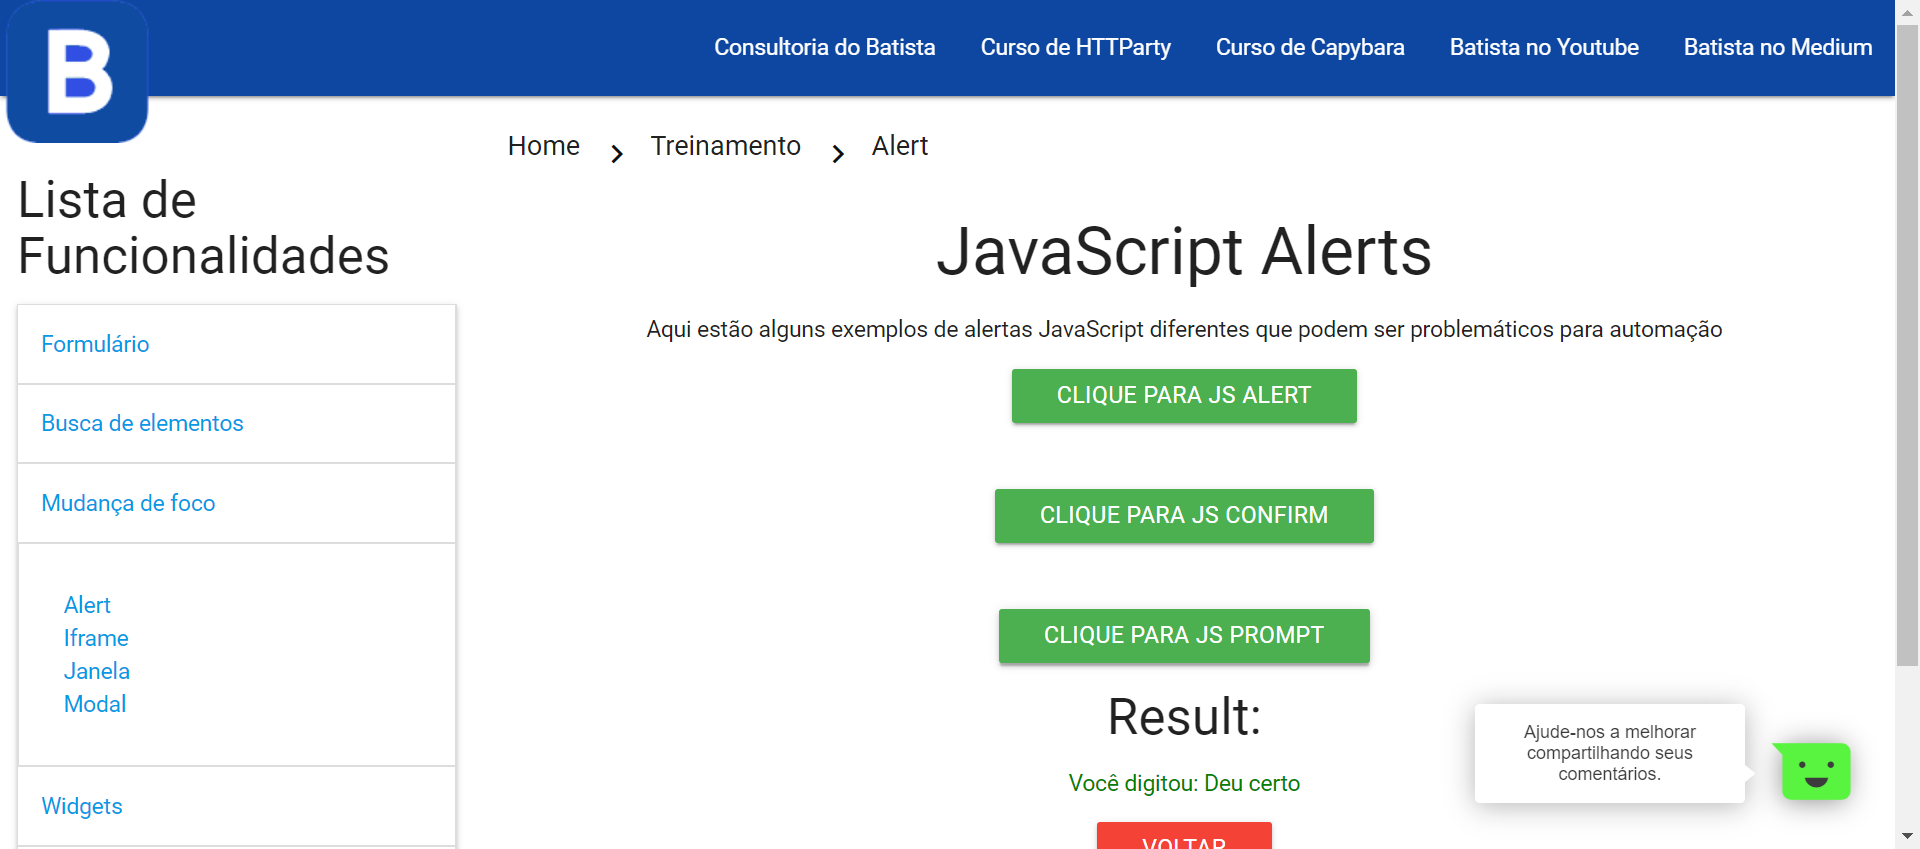 B
Consultoria do Batista
Curso de HTTParty
Curso de Capybara
Batista no Youtube
Batista no Medium
Home
Treinamento
Alert
Lista de
Funcionalidades
Formulário
Busca de elementos
Mudança de foco
Alert
Iframe
Janela
Modal
Widgets
JavaScript Alerts
Aqui estão alguns exemplos de alertas JavaScript diferentes que podem ser problemáticos para automação
CLIQUE PARA JS ALERT
CLIQUE PARA JS CONFIRM
CLIQUE PARA JS PROMPT
Result:
Você digitou: Deu certo
VOLTAR
Ajude-nos a melhorar
compartilhando seus
comentários.